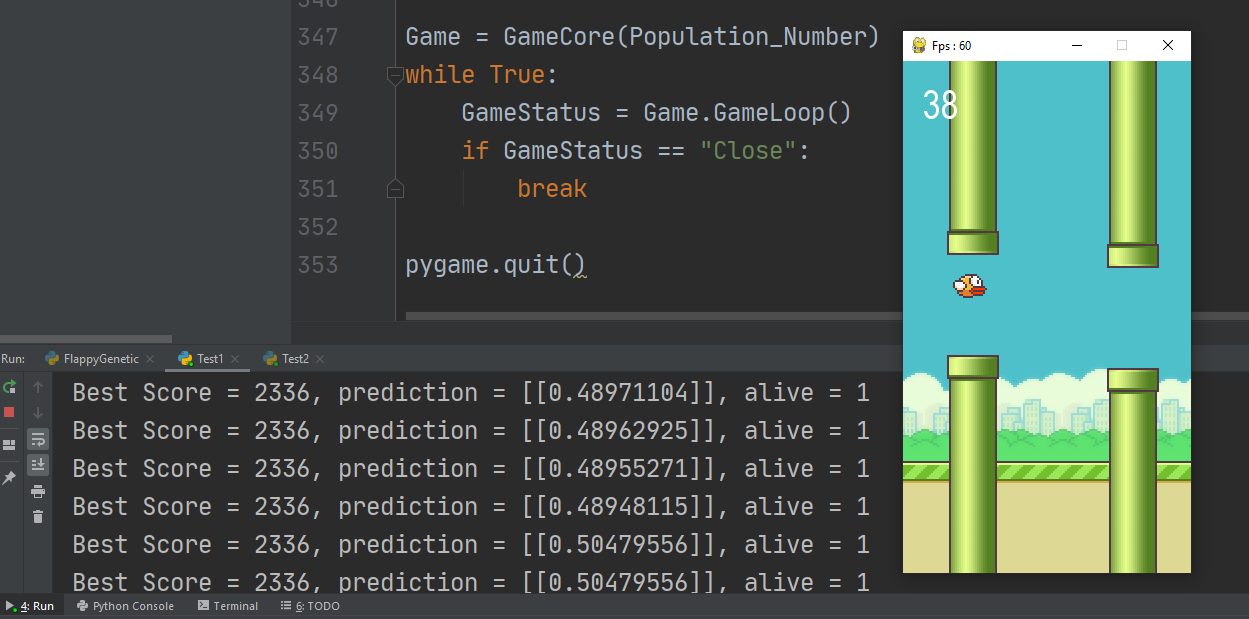 346
347 Game = GameCore(Population_Number)
348 while True:
349 GameStatus = Game.GameLoop()
350 if GameStatus == "Close":
351 break
352
353 pygame.quit()
Fps : 60
38
Run: FlappyGenetic Test1 Test2
Best Score = 2336, prediction = [[0.48971104]], alive = 1
Best Score = 2336, prediction = [[0.48962925]], alive = 1
Best Score = 2336, prediction = [[0.48955271]], alive = 1
Best Score = 2336, prediction = [[0.48948115]], alive = 1
Best Score = 2336, prediction = [[0.50479556]], alive = 1
Best Score = 2336, prediction = [[0.50479556]], alive = 1
4: Run Python Console Terminal 6: TODO